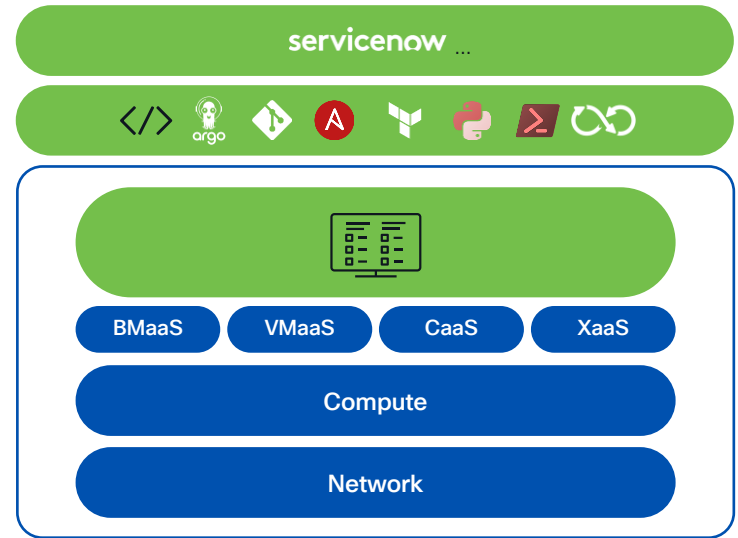 servicenow ...
</>
argo
BMaaS VMaaS CaaS XaaS
Compute
Network